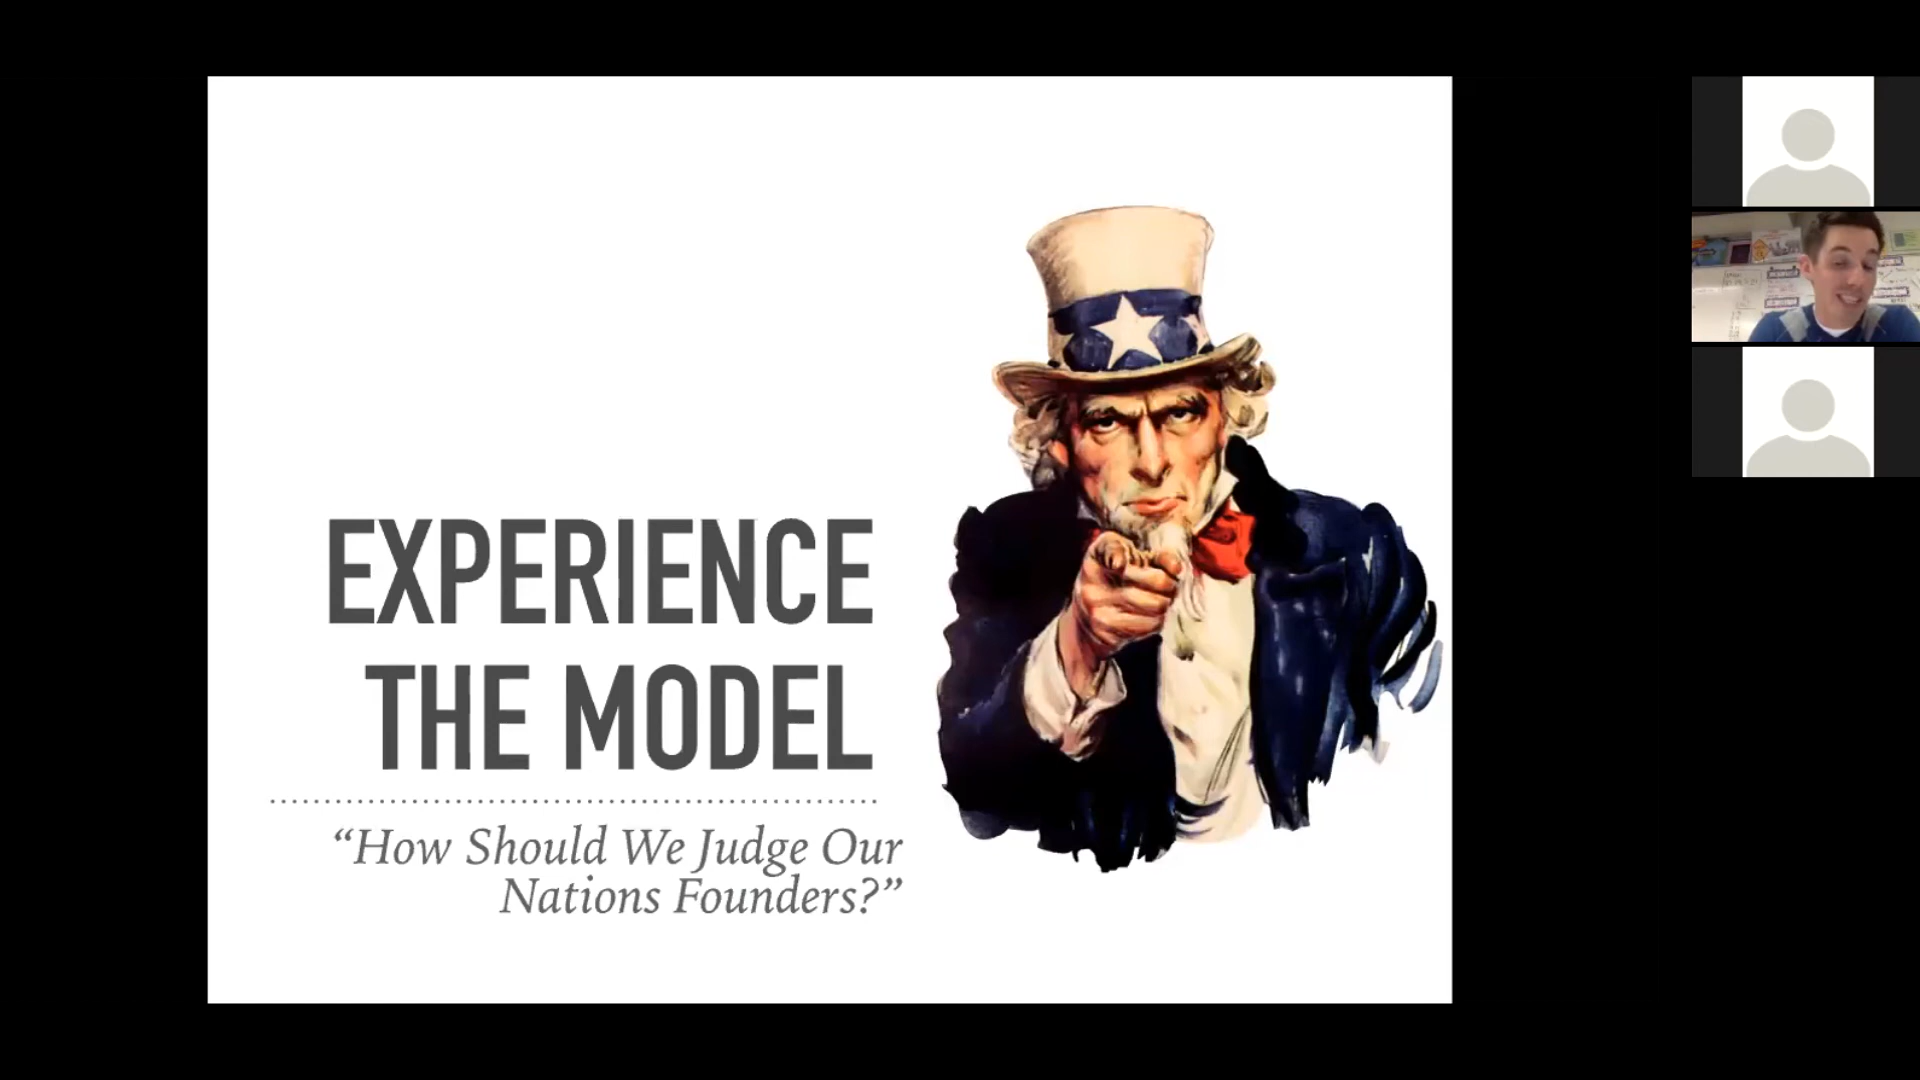 EXPERIENCE
THE MODEL
“How Should We Judge Our
Nations Founders?”